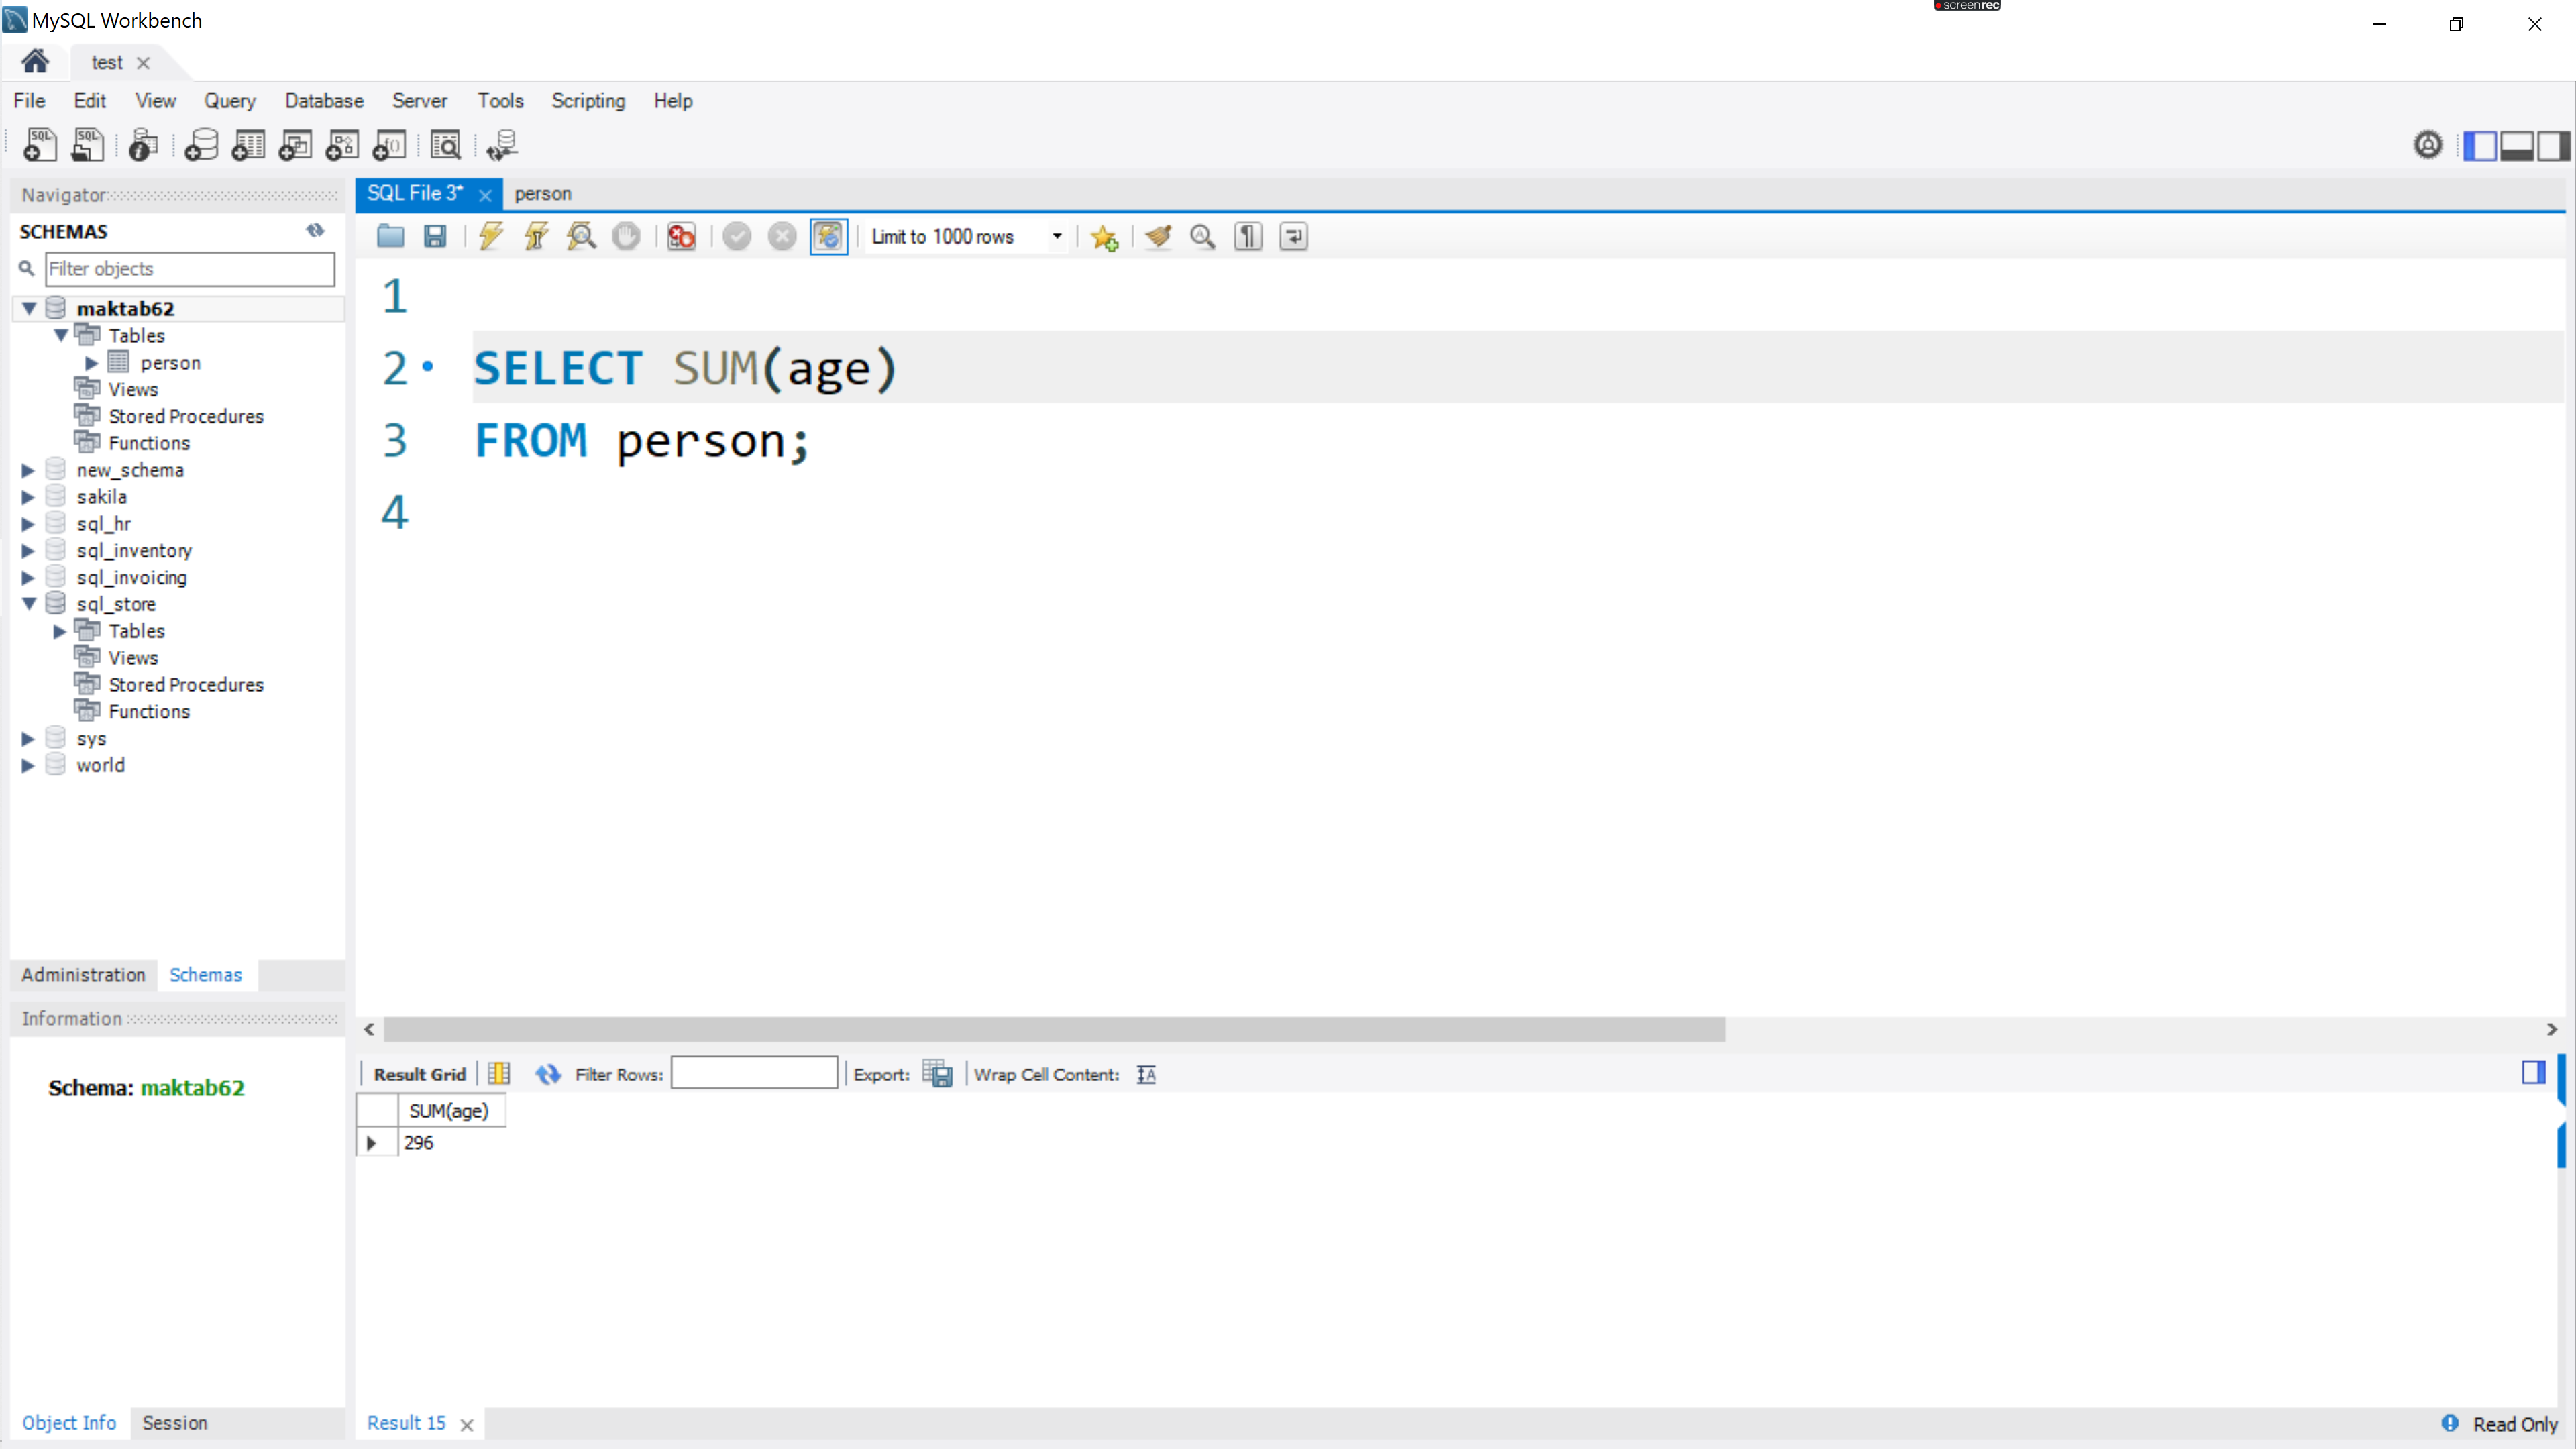 screenrec
MySQL Workbench
test
File Edit View Query Database Server Tools Scripting Help
Navigator
SCHEMAS
Filter objects
maktab62
Tables
person
Views
Stored Procedures
Functions
new_schema
sakila
sql_hr
sql_inventory
sql_invoicing
sql_store
Tables
Views
Stored Procedures
Functions
sys
world
Administration Schemas
Information
Schema: maktab62
Object Info Session
SQL File 3* person
Limit to 1000 rows
1
2 SELECT SUM(age)
3 FROM person;
4
Result Grid Filter Rows: Export: Wrap Cell Content:
SUM(age)
296
Result 15
Read Only